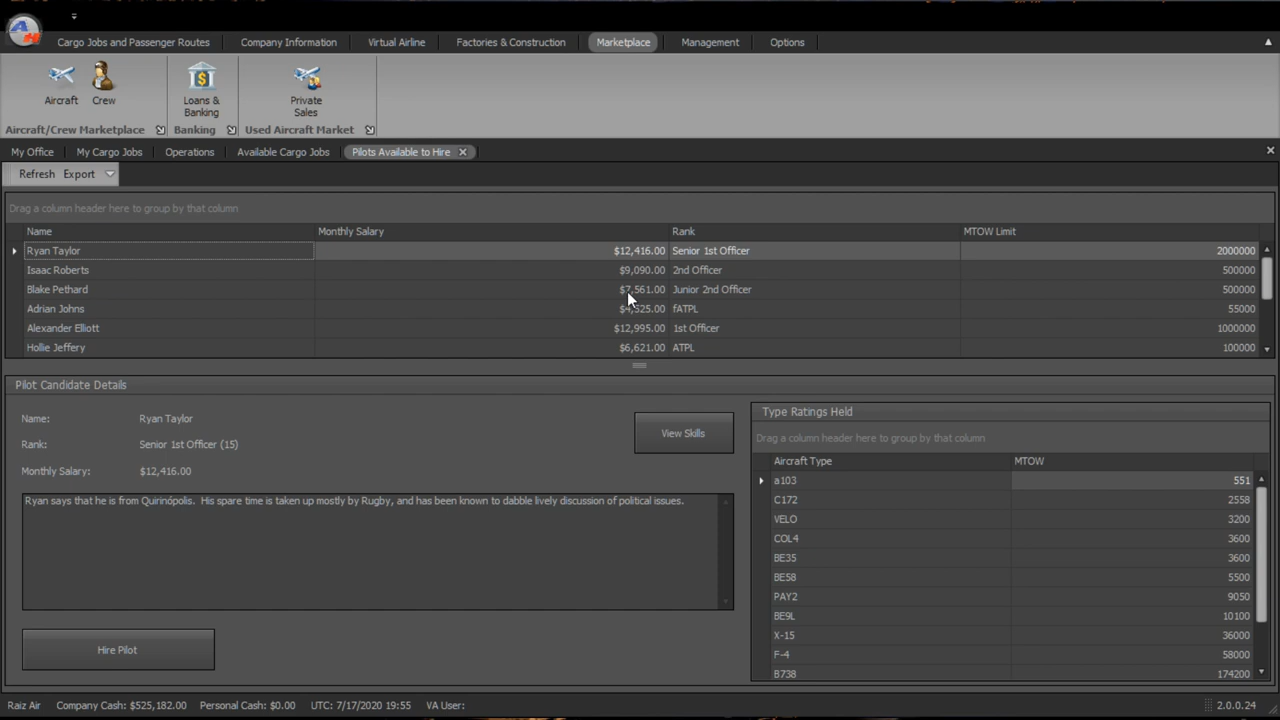 Cargo Jobs and Passenger Routes Company Information Virtual Airline Factories & Construction Marketplace Management Options
Aircraft Crew Loans & Banking Private Sales
Aircraft/Crew Marketplace Banking Used Aircraft Market
My Office My Cargo Jobs Operations Available Cargo Jobs Pilots Available to Hire
Refresh Export
Drag a column header here to group by that column
Name Monthly Salary Rank MTOW Limit
Ryan Taylor $12,416.00 Senior 1st Officer 2000000
Isaac Roberts $9,090.00 2nd Officer 500000
Blake Pethard $7,561.00 Junior 2nd Officer 500000
Adrian Johns $4,525.00 fATPL 55000
Alexander Elliott $12,995.00 1st Officer 1000000
Hollie Jeffery $6,621.00 ATPL 100000
Pilot Candidate Details
Name: Ryan Taylor
Rank: Senior 1st Officer (15)
Monthly Salary: $12,416.00
View Skills
Ryan says that he is from Quirinópolis. His spare time is taken up mostly by Rugby, and has been known to dabble lively discussion of political issues.
Hire Pilot
Type Ratings Held
Drag a column header here to group by that column
Aircraft Type MTOW
a103 551
C172 2558
VELO 3200
COL4 3600
BE35 3600
BE58 5500
PAY2 9050
BE9L 10100
X-15 36000
F-4 58000
B738 174200
Raiz Air Company Cash: $525,182.00 Personal Cash: $0.00 UTC: 7/17/2020 19:55 VA User: 2.0.0.24